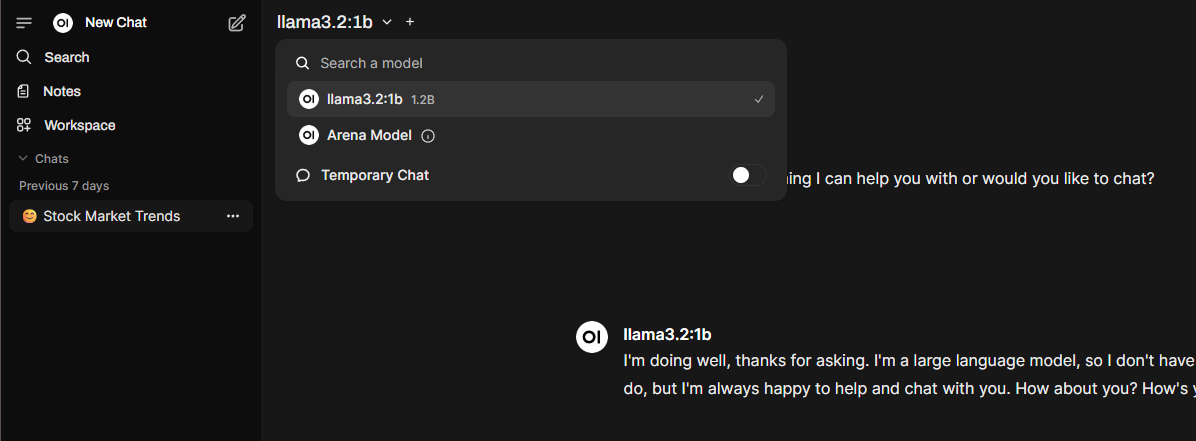 OI New Chat
Search
Notes
Workspace
Chats
Previous 7 days
Stock Market Trends
llama3.2:1b
Search a model
OI llama3.2:1b 1.2B
OI Arena Model
Temporary Chat
I can help you with or would you like to chat?
OI llama3.2:1b
I'm doing well, thanks for asking. I'm a large language model, so I don't have
do, but I'm always happy to help and chat with you. How about you? How's